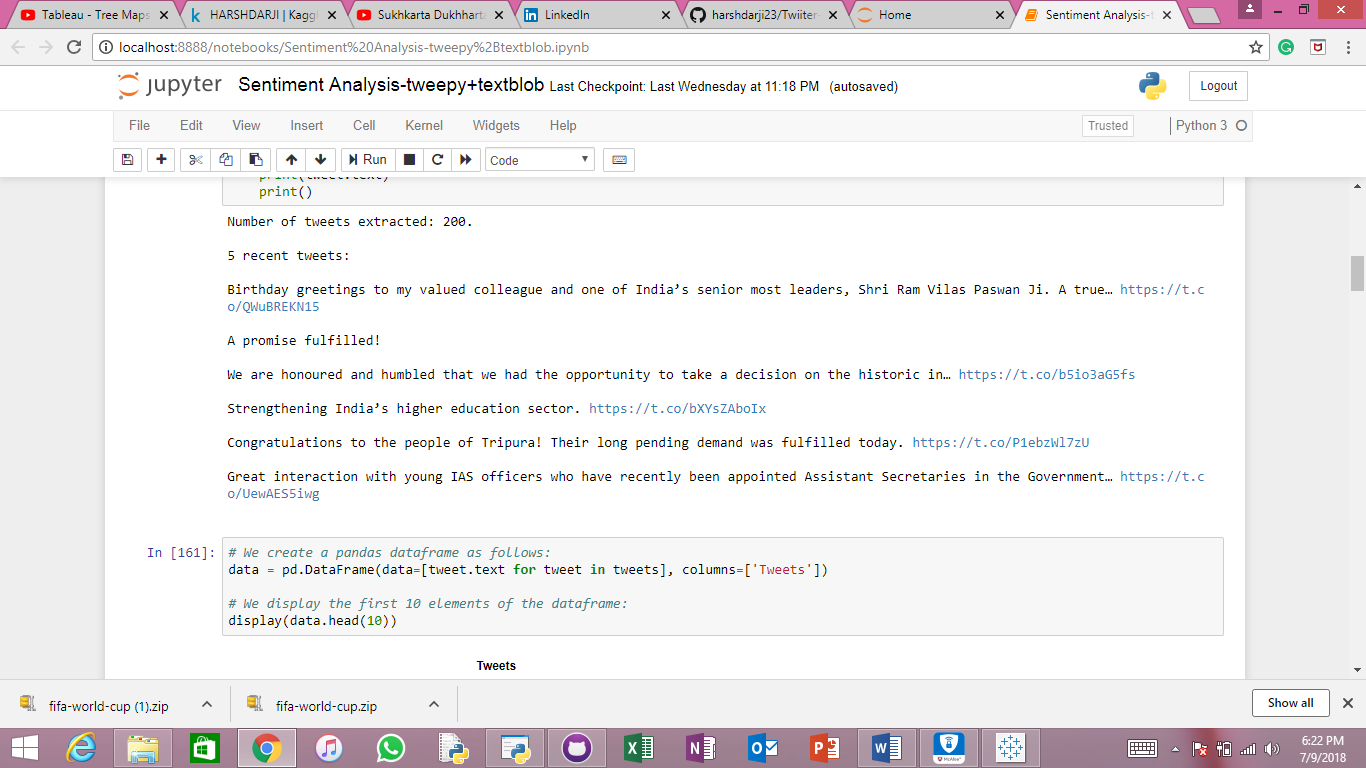 Tableau - Tree Maps
HARSHDARJI | Kaggl
Sukhkarta Dukhharta
LinkedIn
harshdarji23/Twiiter-
Home
Sentiment Analysis-t
localhost:8888/notebooks/Sentiment%20Analysis-tweepy%2Btextblob.ipynb
jupyter Sentiment Analysis-tweepy+textblob Last Checkpoint: Last Wednesday at 11:18 PM (autosaved)
Logout
File Edit View Insert Cell Kernel Widgets Help
Trusted
Python 3
Run
Code
print(tweet.text)
print()
Number of tweets extracted: 200.
5 recent tweets:
Birthday greetings to my valued colleague and one of India’s senior most leaders, Shri Ram Vilas Paswan Ji. A true… https://t.c
o/QWuBREKN15
A promise fulfilled!
We are honoured and humbled that we had the opportunity to take a decision on the historic in… https://t.co/b5io3aG5fs
Strengthening India’s higher education sector. https://t.co/bXYsZAboIx
Congratulations to the people of Tripura! Their long pending demand was fulfilled today. https://t.co/P1ebzWl7zU
Great interaction with young IAS officers who have recently been appointed Assistant Secretaries in the Government… https://t.c
o/UewAES5iwg
In [161]:
# We create a pandas dataframe as follows:
data = pd.DataFrame(data=[tweet.text for tweet in tweets], columns=['Tweets'])
# We display the first 10 elements of the dataframe:
display(data.head(10))
Tweets
fifa-world-cup (1).zip
fifa-world-cup.zip
Show all
6:22 PM
7/9/2018